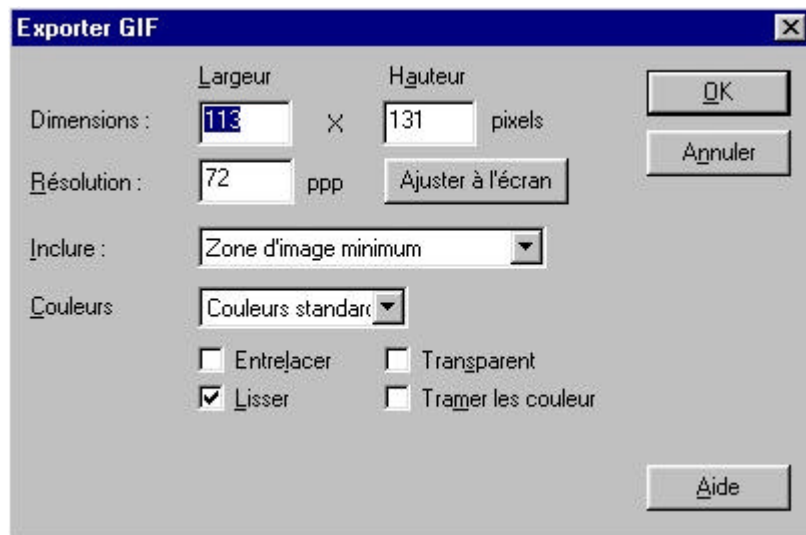 Exporter GIF
Largeur Hauteur
Dimensions : 113 X 131 pixels
OK
Annuler
Résolution : 72 ppp Ajuster à l'écran
Inclure : Zone d'image minimum
Couleurs Couleurs standar
Entrelacer Transparent
Lisser Tramer les couleur
Aide